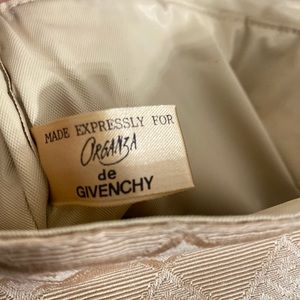 MADE EXPRESSLY FOR
ORGANZA
de
GIVENCHY